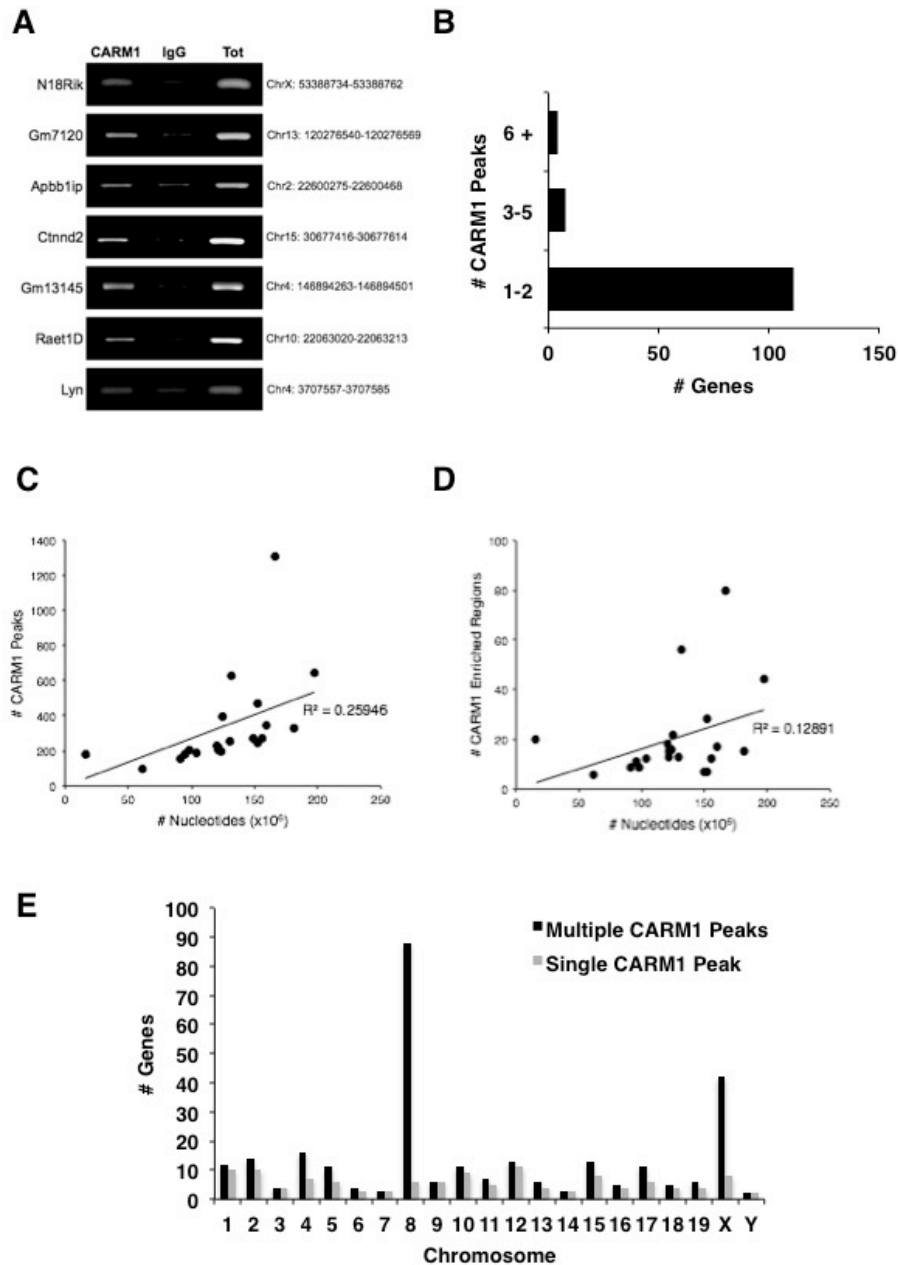 A
CARM1 IgG Tot
N18Rik ChrX: 53388734-53388762
Gm7120 Chr13: 120276540-120276569
Apbb1ip Chr2: 22600275-22600468
Ctnnd2 Chr15: 30677416-30677614
Gm13145 Chr4: 146894263-146894501
Raet1D Chr10: 22063020-22063213
Lyn Chr4: 3707557-3707585
B
# CARM1 Peaks
6 +
3-5
1-2
0 50 100 150
# Genes
C
# CARM1 Peaks
1400
1200
1000
800
600
400
200
0
R² = 0.25946
0 50 100 150 200 250
# Nucleotides (x10⁶)
D
# CARM1 Enriched Regions
100
80
60
40
20
0
R² = 0.12891
0 50 100 150 200 250
# Nucleotides (x10⁶)
E
# Genes
100
90
80
70
60
50
40
30
20
10
0
Multiple CARM1 Peaks
Single CARM1 Peak
1 2 3 4 5 6 7 8 9 10 11 12 13 14 15 16 17 18 19 X Y
Chromosome